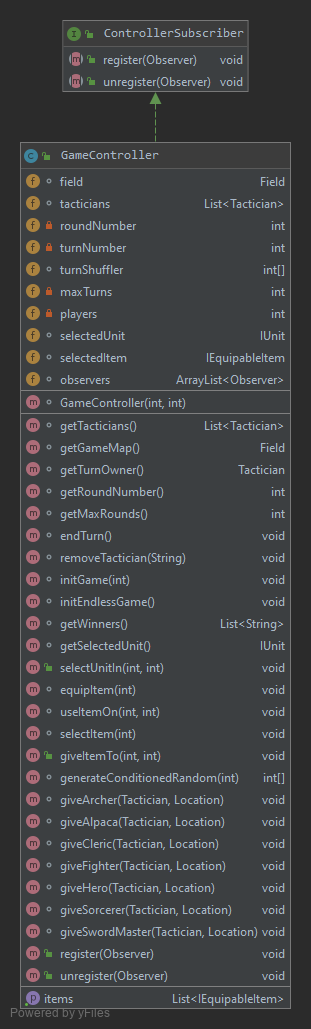 ControllerSubscriber
register(Observer) void
unregister(Observer) void
GameController
field Field
tacticians List<Tactician>
roundNumber int
turnNumber int
turnShuffler int[]
maxTurns int
players int
selectedUnit IUnit
selectedItem IEquipableItem
observers ArrayList<Observer>
GameController(int, int)
getTacticians() List<Tactician>
getGameMap() Field
getTurnOwner() Tactician
getRoundNumber() int
getMaxRounds() int
endTurn() void
removeTactician(String) void
initGame(int) void
initEndlessGame() void
getWinners() List<String>
getSelectedUnit() IUnit
selectUnitIn(int, int) void
equipItem(int) void
useItemOn(int, int) void
selectItem(int) void
giveItemTo(int, int) void
generateConditionedRandom(int) int[]
giveArcher(Tactician, Location) void
giveAlpaca(Tactician, Location) void
giveCleric(Tactician, Location) void
giveFighter(Tactician, Location) void
giveHero(Tactician, Location) void
giveSorcerer(Tactician, Location) void
giveSwordMaster(Tactician, Location) void
register(Observer) void
unregister(Observer) void
items List<IEquipableItem>
Powered by yFiles